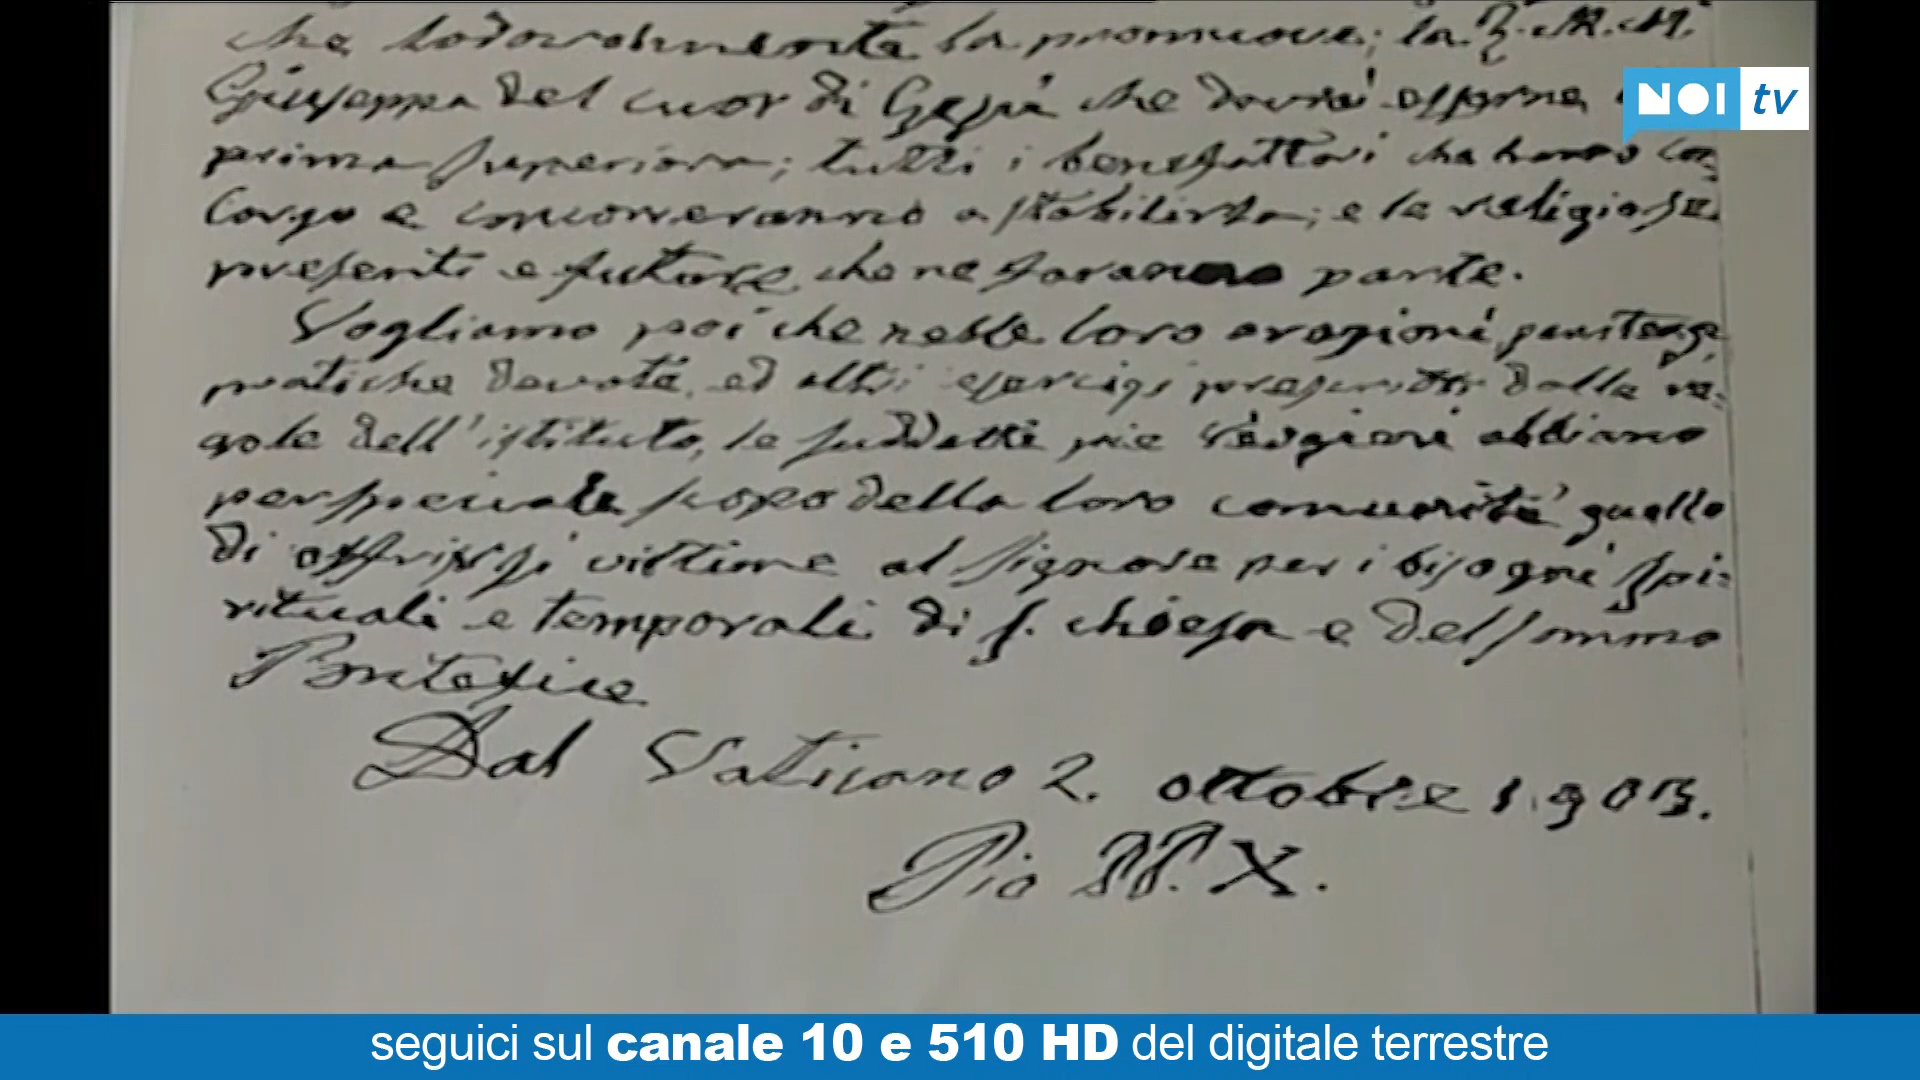 che lodevolmente la promuove; la
Giuseppa del cuor di Gesù che dovrà esserne
prima superiora; tutti i benefattori che hanno con
corso e concorreranno a stabilirla; e le religiose
presenti e future che ne faranno parte.
Vogliamo poi che nelle loro orazioni, penitenze,
pratiche devote, ed altri esercizi prescritti dalle re-
gole dell'istituto, le suddette pie Vergini abbiano
per speciale scopo della loro comunità quello
di offrirsi vittime al Signore per i bisogni spi-
rituali e temporali di S. chiesa e del sommo
Pontefice
Dal Vaticano 2. ottobre 1903.
Pio PP. X.
NOI tv
seguici sul canale 10 e 510 HD del digitale terrestre